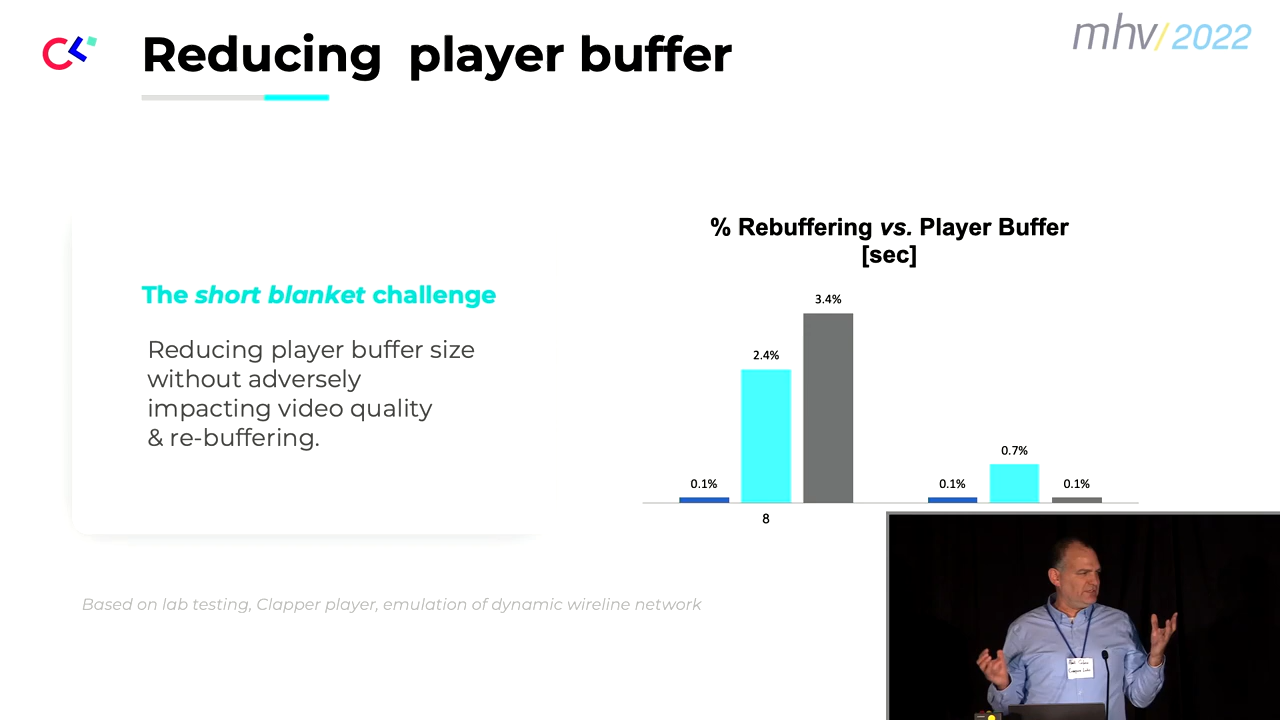 Reducing player buffer
mhv/2022
% Rebuffering vs. Player Buffer
[sec]
The short blanket challenge
Reducing player buffer size
without adversely
impacting video quality
& re-buffering.
3.4%
2.4%
0.1%
0.7%
0.1%
0.1%
8
Based on lab testing, Clapper player, emulation of dynamic wireline network